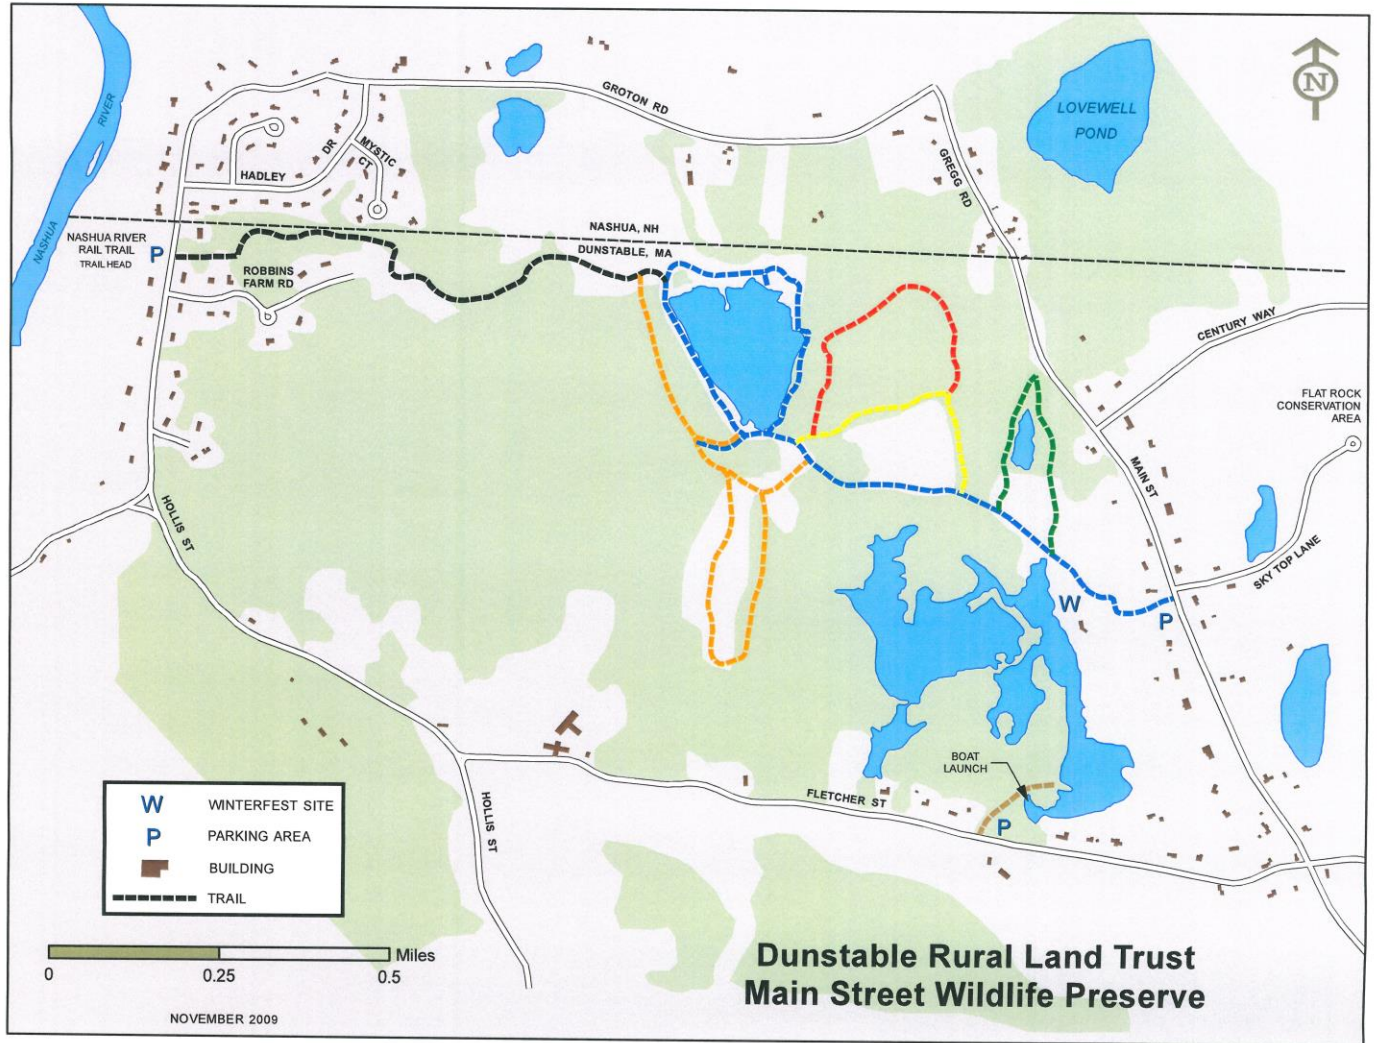 N
LOVEWELL
POND
GROTON RD
RIVER
NASHUA
HADLEY
DR
MYSTIC
CT
GREGG RD
NASHUA, NH
DUNSTABLE, MA
NASHUA RIVER
RAIL TRAIL
TRAIL HEAD
P
ROBBINS
FARM RD
CENTURY WAY
FLAT ROCK
CONSERVATION
AREA
MAIN ST
HOLLIS ST
SKY TOP LANE
W
P
BOAT
LAUNCH
FLETCHER ST
P
HOLLIS ST
W WINTERFEST SITE
P PARKING AREA
BUILDING
TRAIL
Miles
0 0.25 0.5
Dunstable Rural Land Trust
Main Street Wildlife Preserve
NOVEMBER 2009